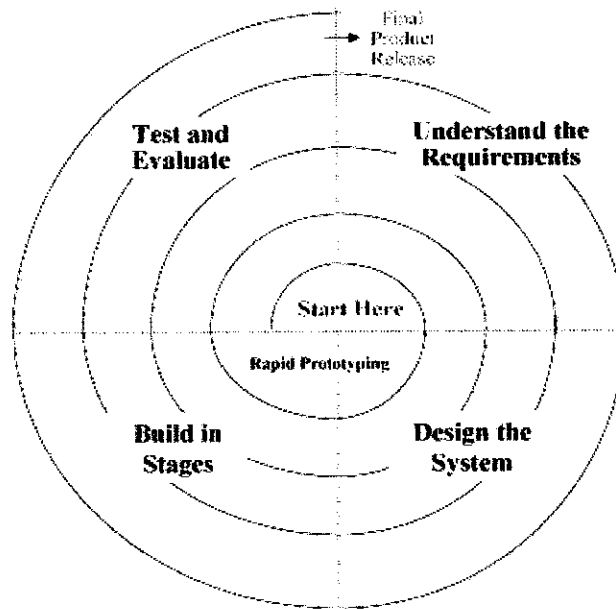 Final
Product
Release
Test and
Evaluate
Understand the
Requirements
Start Here
Rapid Prototyping
Build in
Stages
Design the
System